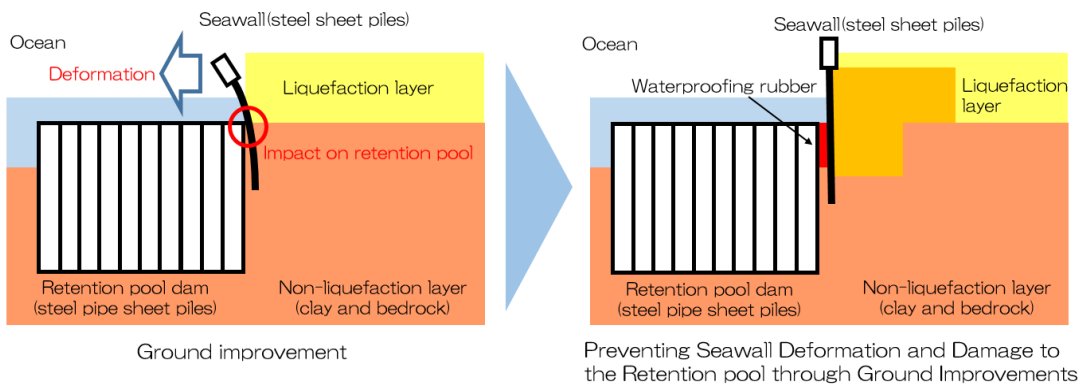 Seawall(steel sheet piles)
Ocean
Deformation
Liquefaction layer
Impact on retention pool
Retention pool dam
(steel pipe sheet piles)
Non-liquefaction layer
(clay and bedrock)
Ground improvement
Seawall(steel sheet piles)
Ocean
Waterproofing rubber
Liquefaction
layer
Retention pool dam
(steel pipe sheet piles)
Non-liquefaction layer
(clay and bedrock)
Preventing Seawall Deformation and Damage to
the Retention pool through Ground Improvements